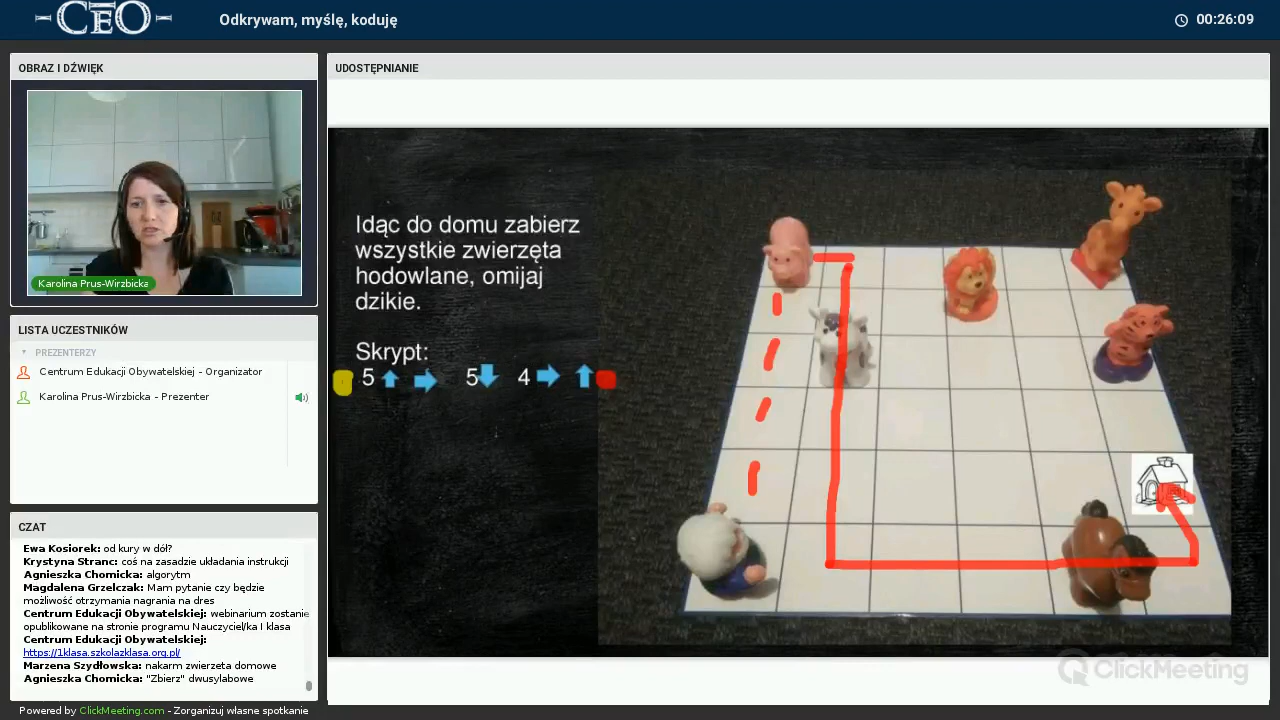 CEO
Odkrywam, myślę, koduję
00:26:09
OBRAZ I DŹWIĘK
Karolina Prus-Wirzbicka
LISTA UCZESTNIKÓW
PREZENTERZY
Centrum Edukacji Obywatelskiej - Organizator
Karolina Prus-Wirzbicka - Prezenter
CZAT
Ewa Kosiorek: od kury w dół?
Krystyna Stranc: coś na zasadzie układania instrukcji
Agnieszka Chomicka: algorytm
Magdalena Grzelczak: Mam pytanie czy będzie
możliwość otrzymania nagrania na dres
Centrum Edukacji Obywatelskiej: webinarium zostanie
opublikowane na stronie programu Nauczyciel/ka I klasa
Centrum Edukacji Obywatelskiej:
https://1klasa.szkolazklasa.org.pl/
Marzena Szydłowska: nakarm zwierzeta domowe
Agnieszka Chomicka: "Zbierz" dwusylabowe
Powered by ClickMeeting.com - Zorganizuj własne spotkanie
UDOSTĘPNIANIE
Idąc do domu zabierz
wszystkie zwierzęta
hodowlane, omijaj
dzikie.
Skrypt:
5 ⬆ ➡ 5 ⬇ 4 ➡ ⬆
ClickMeeting